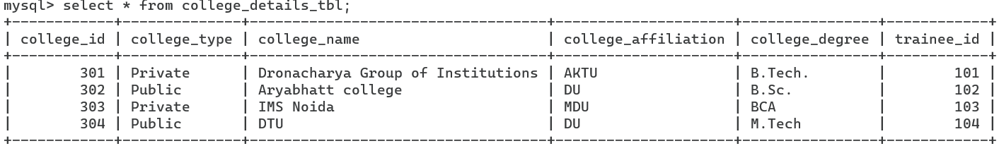 mysql> select * from college_details_tbl;
+------------+--------------+-----------------------------------+---------------------+----------------+------------+
| college_id | college_type | college_name                      | college_affiliation | college_degree | trainee_id |
+------------+--------------+-----------------------------------+---------------------+----------------+------------+
|        301 | Private      | Dronacharya Group of Institutions | AKTU                | B.Tech.        |        101 |
|        302 | Public       | Aryabhatt college                 | DU                  | B.Sc.          |        102 |
|        303 | Private      | IMS Noida                         | MDU                 | BCA            |        103 |
|        304 | Public       | DTU                               | DU                  | M.Tech         |        104 |
+------------+--------------+-----------------------------------+---------------------+----------------+------------+